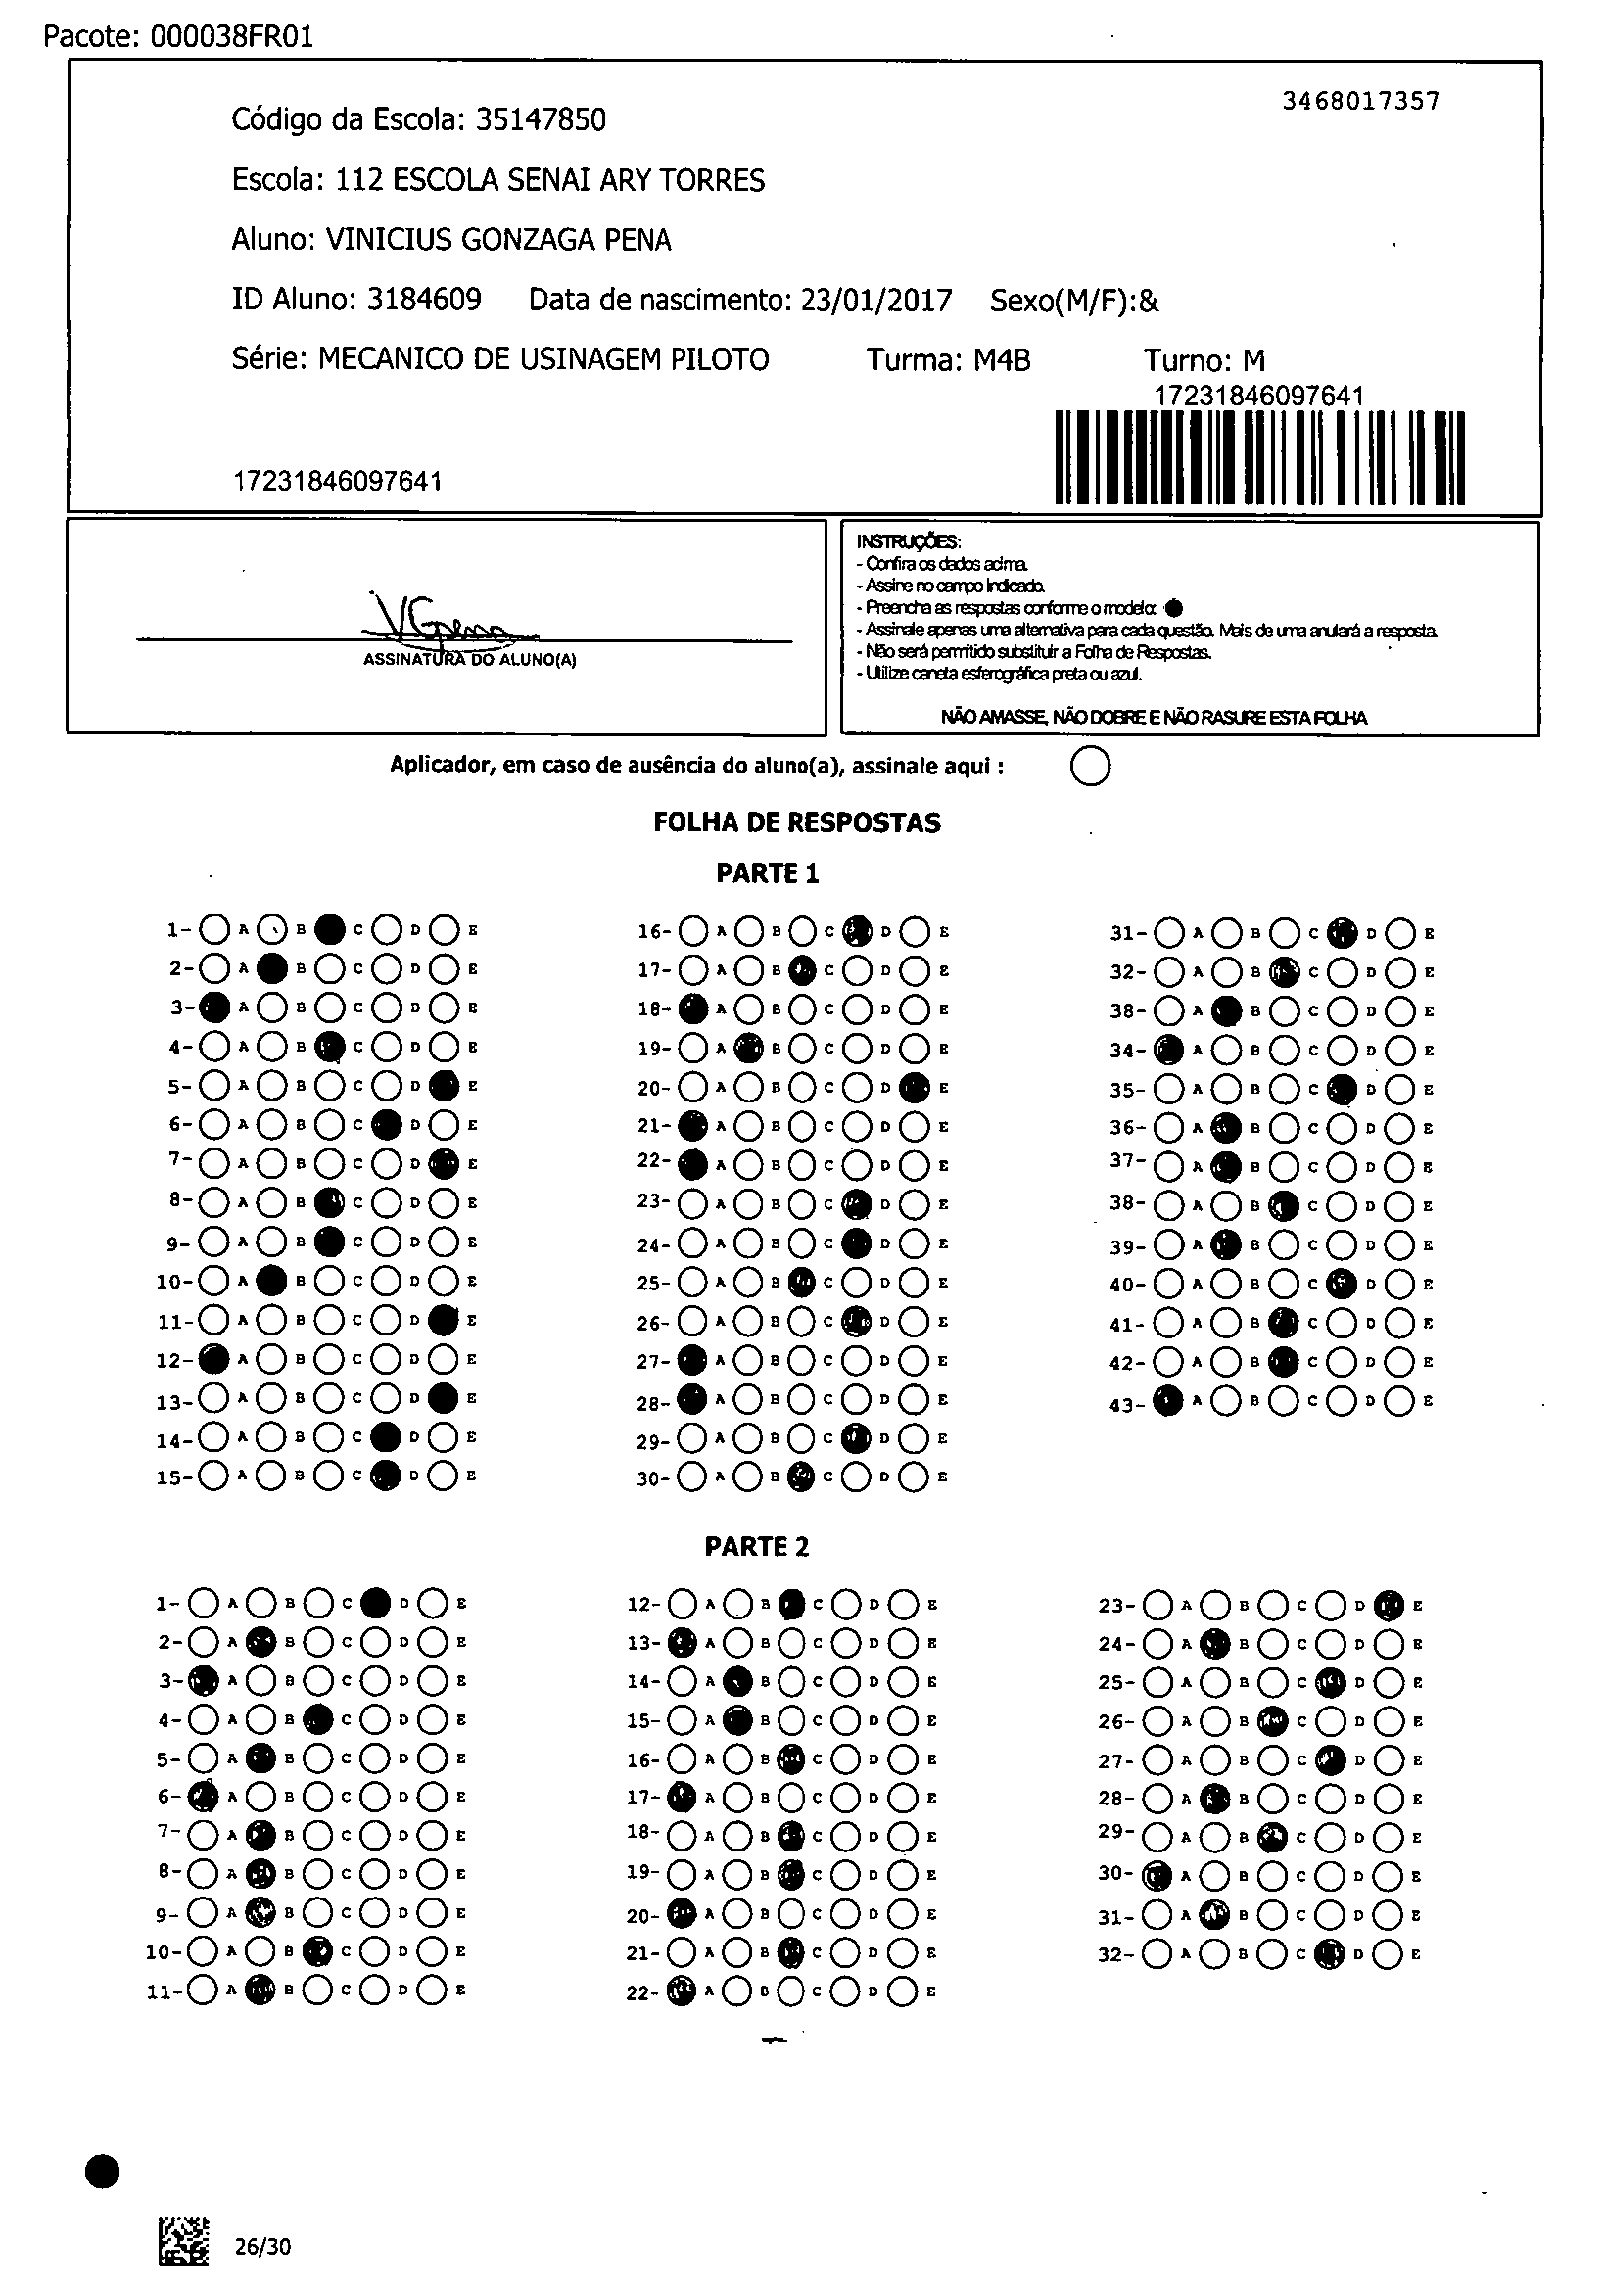 Pacote: 000038FR01
3468017357
Código da Escola: 35147850
Escola: 112 ESCOLA SENAI ARY TORRES
Aluno: VINICIUS GONZAGA PENA
ID Aluno: 3184609 Data de nascimento: 23/01/2017 Sexo(M/F):&
Série: MECANICO DE USINAGEM PILOTO Turma: M4B Turno: M
17231846097641
17231846097641
VGpena
ASSINATURA DO ALUNO(A)
INSTRUÇÕES:
- Confira os dados acima.
- Assine no campo indicado.
- Preencha as respostas conforme o modelo:
- Assinale apenas uma alternativa para cada questão. Mais de uma anulará a resposta.
- Não será permitido substituir a Folha de Respostas.
- Utilize caneta esferográfica preta ou azul.
NÃO AMASSE, NÃO DOBRE E NÃO RASURE ESTA FOLHA
Aplicador, em caso de ausência do aluno(a), assinale aqui :
FOLHA DE RESPOSTAS
PARTE 1
1- A B C D E 16- A B C D E 31- A B C D E
2- A B C D E 17- A B C D E 32- A B C D E
3- A B C D E 18- A B C D E 38- A B C D E
4- A B C D E 19- A B C D E 34- A B C D E
5- A B C D E 20- A B C D E 35- A B C D E
6- A B C D E 21- A B C D E 36- A B C D E
7- A B C D E 22- A B C D E 37- A B C D E
8- A B C D E 23- A B C D E 38- A B C D E
9- A B C D E 24- A B C D E 39- A B C D E
10- A B C D E 25- A B C D E 40- A B C D E
11- A B C D E 26- A B C D E 41- A B C D E
12- A B C D E 27- A B C D E 42- A B C D E
13- A B C D E 28- A B C D E 43- A B C D E
14- A B C D E 29- A B C D E
15- A B C D E 30- A B C D E
PARTE 2
1- A B C D E 12- A B C D E 23- A B C D E
2- A B C D E 13- A B C D E 24- A B C D E
3- A B C D E 14- A B C D E 25- A B C D E
4- A B C D E 15- A B C D E 26- A B C D E
5- A B C D E 16- A B C D E 27- A B C D E
6- A B C D E 17- A B C D E 28- A B C D E
7- A B C D E 18- A B C D E 29- A B C D E
8- A B C D E 19- A B C D E 30- A B C D E
9- A B C D E 20- A B C D E 31- A B C D E
10- A B C D E 21- A B C D E 32- A B C D E
11- A B C D E 22- A B C D E
26/30